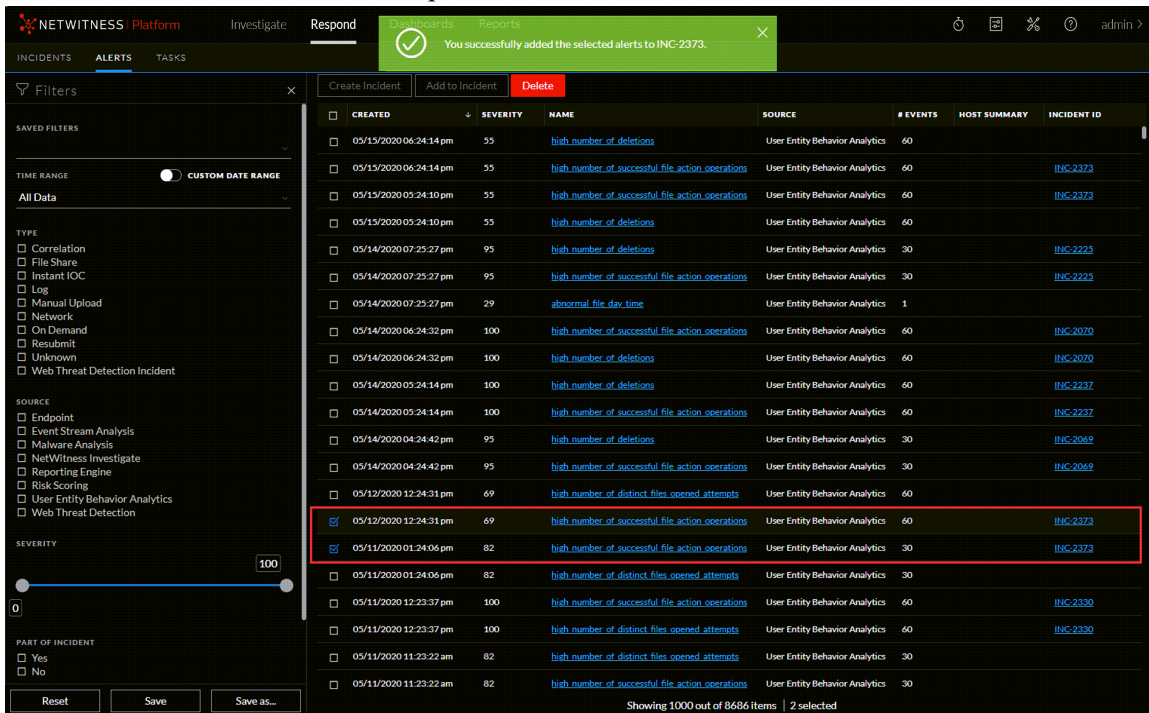 NETWITNESS Platform Investigate Respond Dashboards Reports admin >
You successfully added the selected alerts to INC-2373.
INCIDENTS ALERTS TASKS
Filters
Create Incident Add to Incident Delete
SAVED FILTERS
TIME RANGE CUSTOM DATE RANGE
All Data
TYPE
Correlation
File Share
Instant IOC
Log
Manual Upload
Network
On Demand
Resubmit
Unknown
Web Threat Detection Incident
SOURCE
Endpoint
Event Stream Analysis
Malware Analysis
NetWitness Investigate
Reporting Engine
Risk Scoring
User Entity Behavior Analytics
Web Threat Detection
SEVERITY
100
0
PART OF INCIDENT
Yes
No
Reset Save Save as...
CREATED SEVERITY NAME SOURCE # EVENTS HOST SUMMARY INCIDENT ID
05/15/2020 06:24:14 pm 55 high number of deletions User Entity Behavior Analytics 60
05/15/2020 06:24:14 pm 55 high number of successful file action operations User Entity Behavior Analytics 60 INC-2373
05/15/2020 05:24:10 pm 55 high number of successful file action operations User Entity Behavior Analytics 60 INC-2373
05/15/2020 05:24:10 pm 55 high number of deletions User Entity Behavior Analytics 60
05/14/2020 07:25:27 pm 95 high number of deletions User Entity Behavior Analytics 30 INC-2225
05/14/2020 07:25:27 pm 95 high number of successful file action operations User Entity Behavior Analytics 30 INC-2225
05/14/2020 07:25:27 pm 29 abnormal file day time User Entity Behavior Analytics 1
05/14/2020 06:24:32 pm 100 high number of successful file action operations User Entity Behavior Analytics 60 INC-2070
05/14/2020 06:24:32 pm 100 high number of deletions User Entity Behavior Analytics 60 INC-2070
05/14/2020 05:24:14 pm 100 high number of deletions User Entity Behavior Analytics 60 INC-2237
05/14/2020 05:24:14 pm 100 high number of successful file action operations User Entity Behavior Analytics 60 INC-2237
05/14/2020 04:24:42 pm 95 high number of deletions User Entity Behavior Analytics 30 INC-2069
05/14/2020 04:24:42 pm 95 high number of successful file action operations User Entity Behavior Analytics 30 INC-2069
05/12/2020 12:24:31 pm 69 high number of distinct files opened attempts User Entity Behavior Analytics 60
05/12/2020 12:24:31 pm 69 high number of successful file action operations User Entity Behavior Analytics 60 INC-2373
05/11/2020 01:24:06 pm 82 high number of successful file action operations User Entity Behavior Analytics 30 INC-2373
05/11/2020 01:24:06 pm 82 high number of distinct files opened attempts User Entity Behavior Analytics 30
05/11/2020 12:23:37 pm 100 high number of successful file action operations User Entity Behavior Analytics 60 INC-2330
05/11/2020 12:23:37 pm 100 high number of distinct files opened attempts User Entity Behavior Analytics 60 INC-2330
05/11/2020 11:23:22 am 82 high number of distinct files opened attempts User Entity Behavior Analytics 30
05/11/2020 11:23:22 am 82 high number of successful file action operations User Entity Behavior Analytics 30
Showing 1000 out of 8686 items | 2 selected